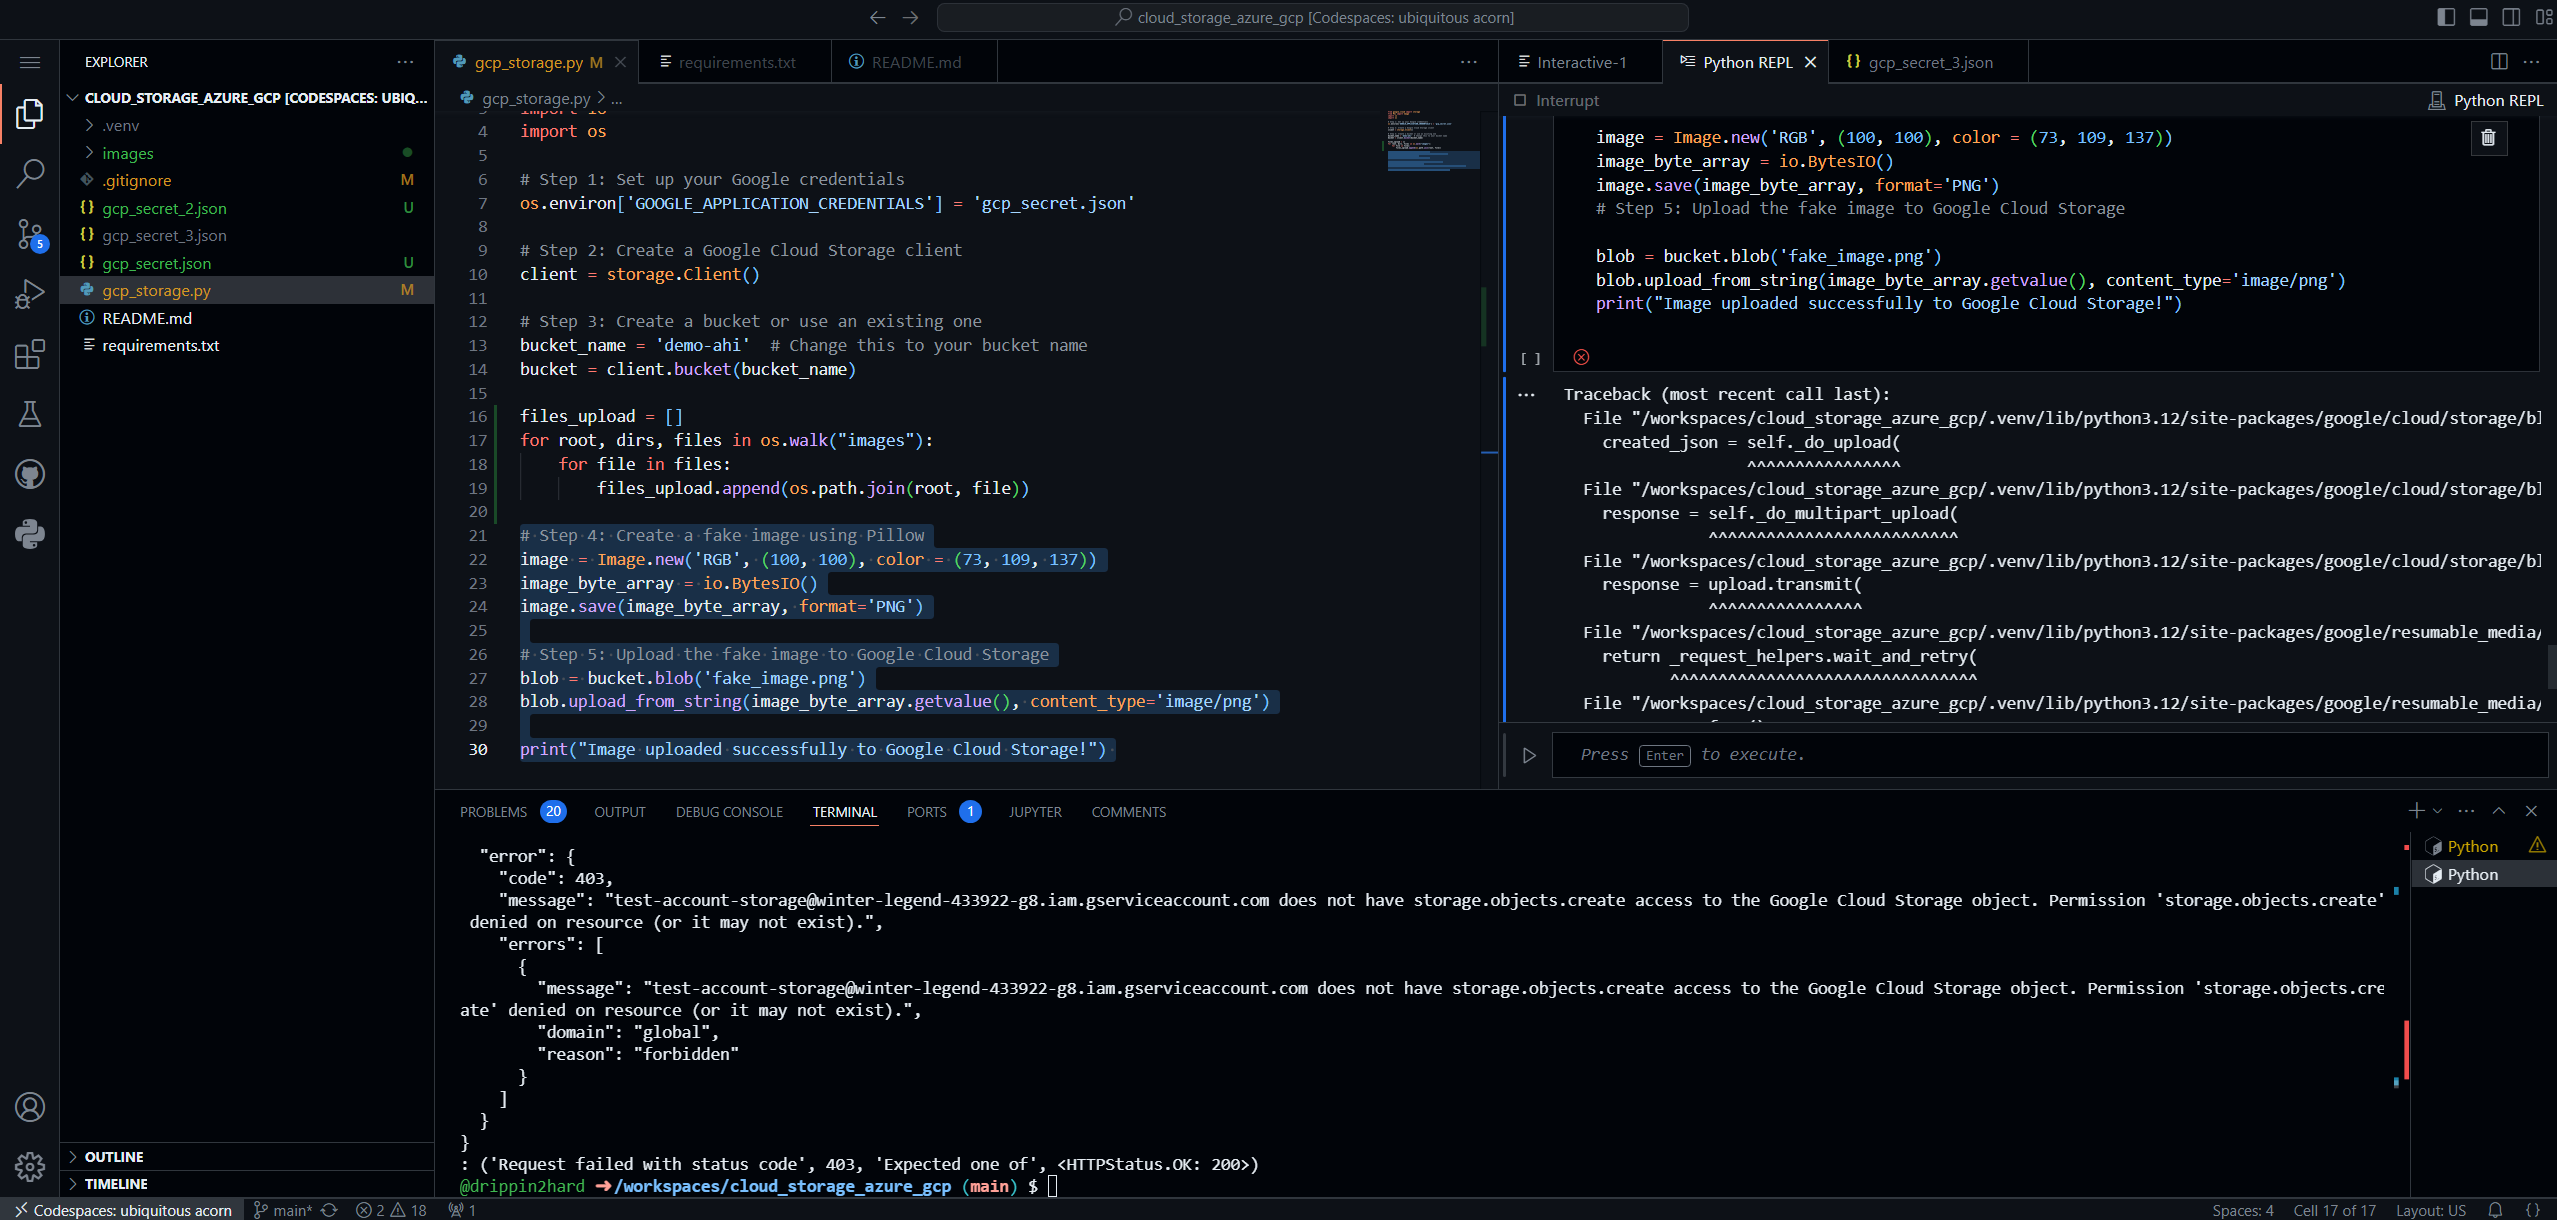 cloud_storage_azure_gcp [Codespaces: ubiquitous acorn]
EXPLORER
CLOUD_STORAGE_AZURE_GCP [CODESPACES: UBIQ...
.venv
images
.gitignore M
gcp_secret_2.json U
gcp_secret_3.json
gcp_secret.json U
gcp_storage.py M
README.md
requirements.txt
OUTLINE
TIMELINE
gcp_storage.py M
requirements.txt
README.md
gcp_storage.py > ...
3 import io
4 import os
5
6 # Step 1: Set up your Google credentials
7 os.environ['GOOGLE_APPLICATION_CREDENTIALS'] = 'gcp_secret.json'
8
9 # Step 2: Create a Google Cloud Storage client
10 client = storage.Client()
11
12 # Step 3: Create a bucket or use an existing one
13 bucket_name = 'demo-ahi'  # Change this to your bucket name
14 bucket = client.bucket(bucket_name)
15
16 files_upload = []
17 for root, dirs, files in os.walk("images"):
18     for file in files:
19         files_upload.append(os.path.join(root, file))
20
21 # Step 4: Create a fake image using Pillow
22 image = Image.new('RGB', (100, 100), color = (73, 109, 137))
23 image_byte_array = io.BytesIO()
24 image.save(image_byte_array, format='PNG')
25
26 # Step 5: Upload the fake image to Google Cloud Storage
27 blob = bucket.blob('fake_image.png')
28 blob.upload_from_string(image_byte_array.getvalue(), content_type='image/png')
29
30 print("Image uploaded successfully to Google Cloud Storage!")
Interactive-1
Python REPL
gcp_secret_3.json
Interrupt
Python REPL
image = Image.new('RGB', (100, 100), color = (73, 109, 137))
image_byte_array = io.BytesIO()
image.save(image_byte_array, format='PNG')
# Step 5: Upload the fake image to Google Cloud Storage
blob = bucket.blob('fake_image.png')
blob.upload_from_string(image_byte_array.getvalue(), content_type='image/png')
print("Image uploaded successfully to Google Cloud Storage!")
[ ]
Traceback (most recent call last):
File "/workspaces/cloud_storage_azure_gcp/.venv/lib/python3.12/site-packages/google/cloud/storage/bl
created_json = self._do_upload(
^^^^^^^^^^^^^^^^
File "/workspaces/cloud_storage_azure_gcp/.venv/lib/python3.12/site-packages/google/cloud/storage/bl
response = self._do_multipart_upload(
^^^^^^^^^^^^^^^^^^^^^^^^^^
File "/workspaces/cloud_storage_azure_gcp/.venv/lib/python3.12/site-packages/google/cloud/storage/bl
response = upload.transmit(
^^^^^^^^^^^^^^^^
File "/workspaces/cloud_storage_azure_gcp/.venv/lib/python3.12/site-packages/google/resumable_media/
return _request_helpers.wait_and_retry(
^^^^^^^^^^^^^^^^^^^^^^^^^^^^^^^^
File "/workspaces/cloud_storage_azure_gcp/.venv/lib/python3.12/site-packages/google/resumable_media/
Press Enter to execute.
PROBLEMS 20 OUTPUT DEBUG CONSOLE TERMINAL PORTS 1 JUPYTER COMMENTS
"error": {
"code": 403,
"message": "test-account-storage@winter-legend-433922-g8.iam.gserviceaccount.com does not have storage.objects.create access to the Google Cloud Storage object. Permission 'storage.objects.create'
denied on resource (or it may not exist).",
"errors": [
{
"message": "test-account-storage@winter-legend-433922-g8.iam.gserviceaccount.com does not have storage.objects.create access to the Google Cloud Storage object. Permission 'storage.objects.cre
ate' denied on resource (or it may not exist).",
"domain": "global",
"reason": "forbidden"
}
]
}
}
: ('Request failed with status code', 403, 'Expected one of', <HTTPStatus.OK: 200>)
@drippin2hard ➜ /workspaces/cloud_storage_azure_gcp (main) $
Python
Python
5
Codespaces: ubiquitous acorn main* 2 18 1
Spaces: 4 Cell 17 of 17 Layout: US